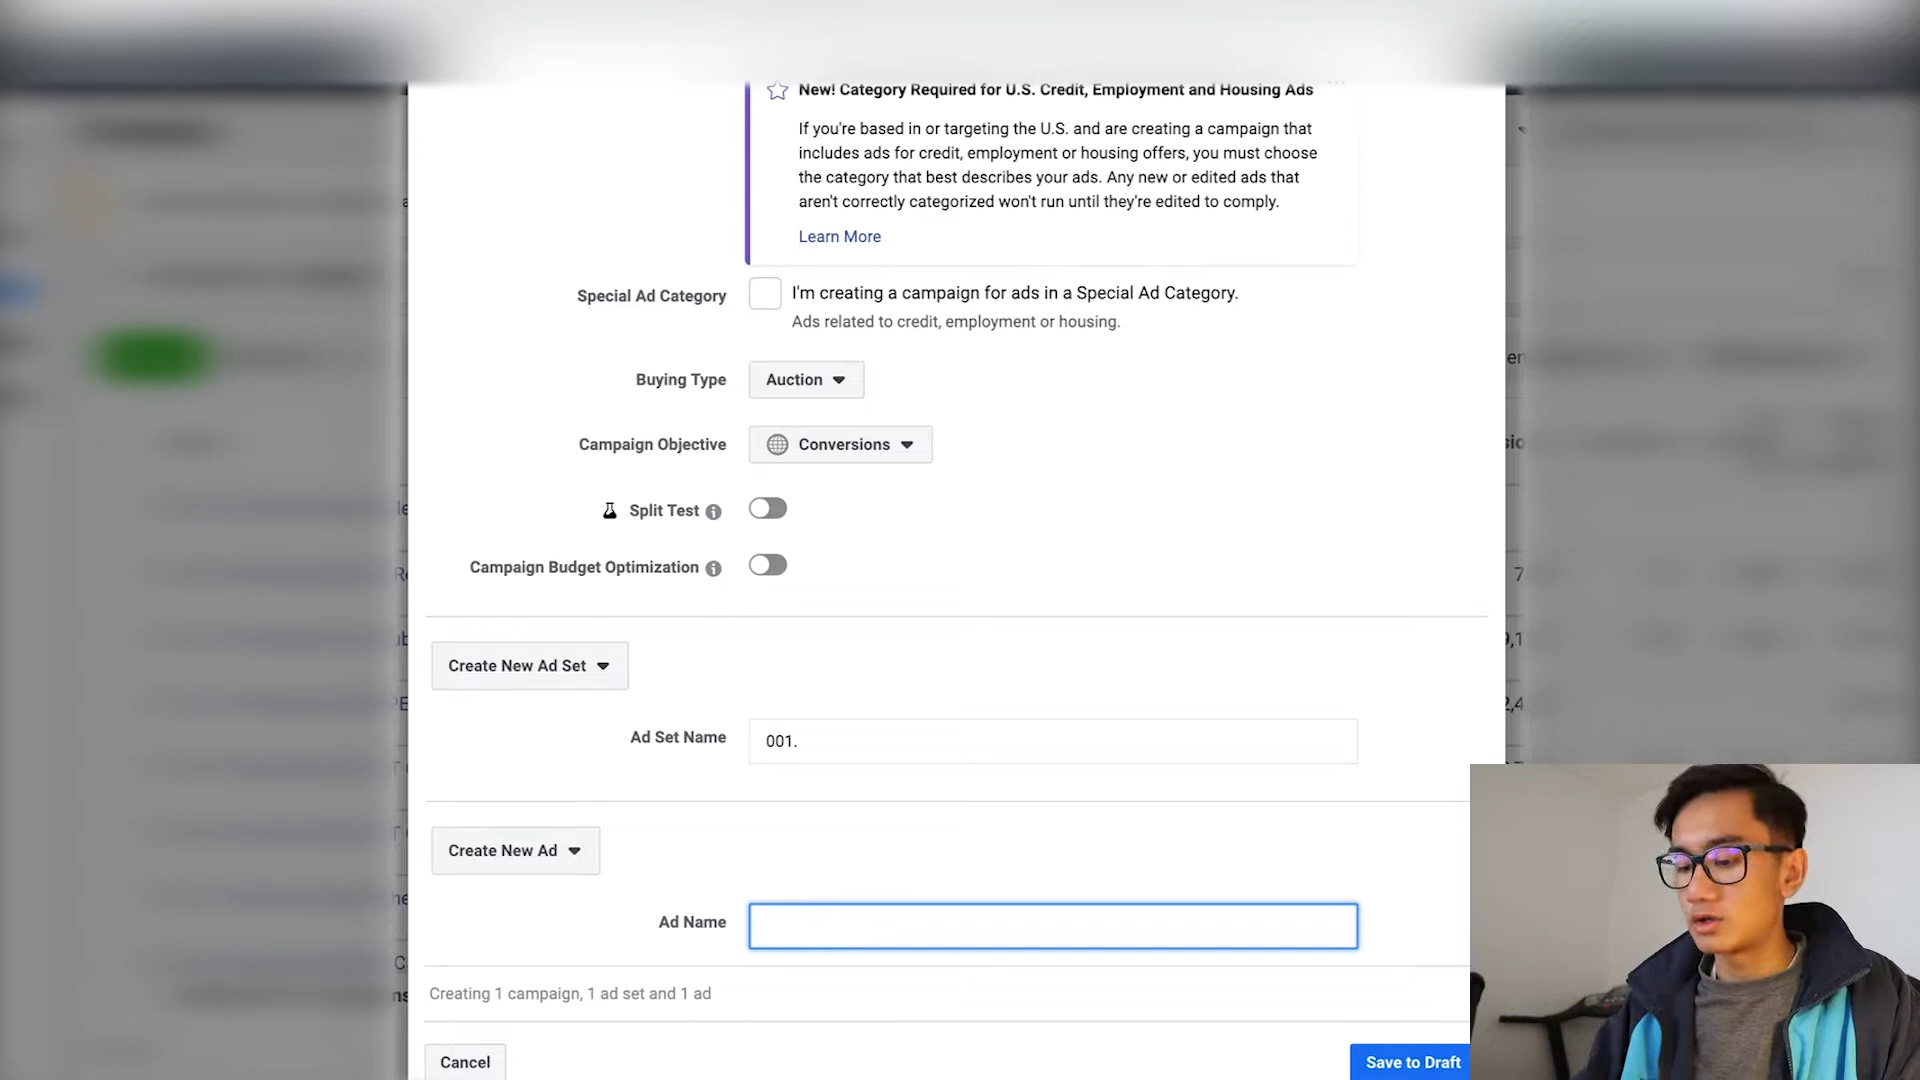 New! Category Required for U.S. Credit, Employment and Housing Ads
If you're based in or targeting the U.S. and are creating a campaign that
includes ads for credit, employment or housing offers, you must choose
the category that best describes your ads. Any new or edited ads that
aren't correctly categorized won't run until they're edited to comply.
Learn More
Special Ad Category
I'm creating a campaign for ads in a Special Ad Category.
Ads related to credit, employment or housing.
Buying Type
Auction
Campaign Objective
Conversions
Split Test
Campaign Budget Optimization
Create New Ad Set
Ad Set Name
001.
Create New Ad
Ad Name
Creating 1 campaign, 1 ad set and 1 ad
Cancel
Save to Draft